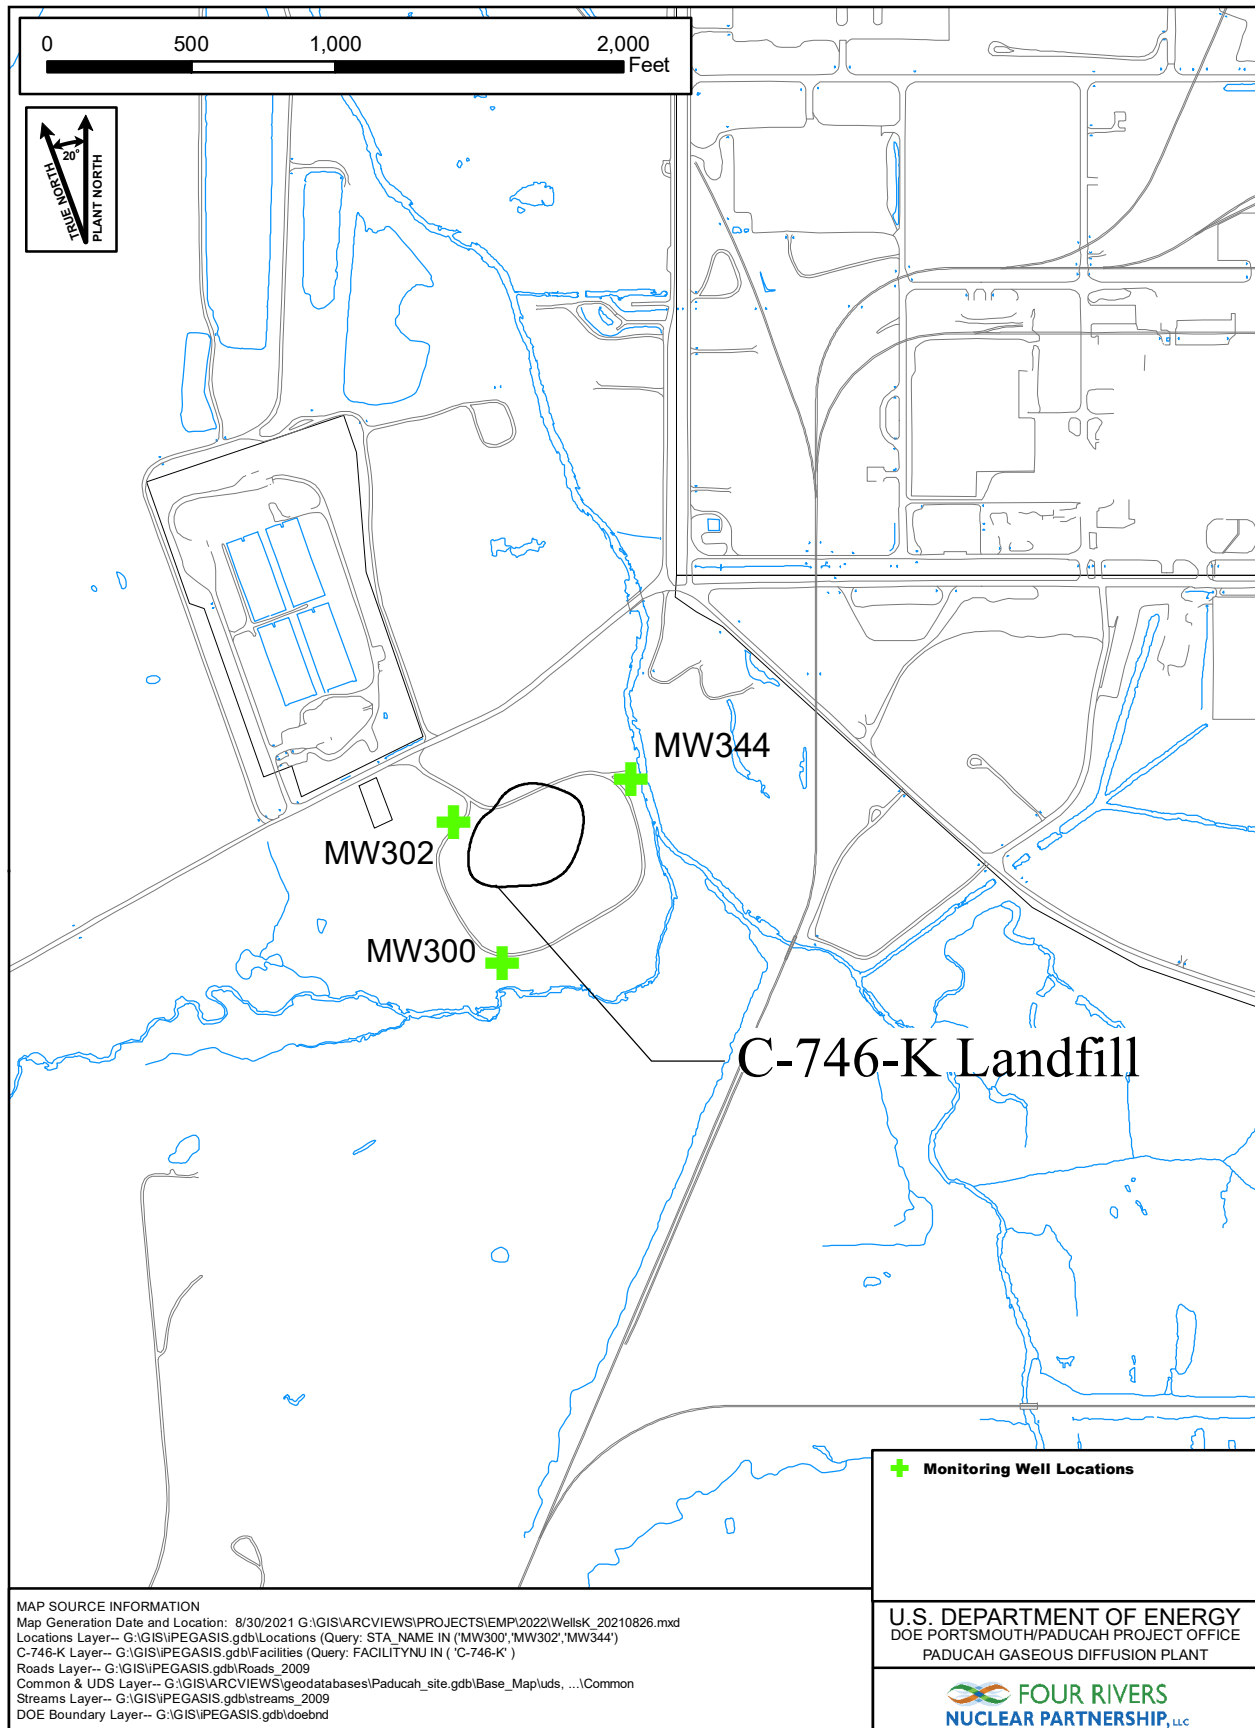 0 500 1,000 2,000
Feet
TRUE NORTH
20°
PLANT NORTH
MW344
MW302
MW300
C-746-K Landfill
Monitoring Well Locations
MAP SOURCE INFORMATION
Map Generation Date and Location: 8/30/2021 G:\GIS\ARCVIEWS\PROJECTS\EMP\2022\WellsK_20210826.mxd
Locations Layer-- G:\GIS\iPEGASIS.gdb\Locations (Query: STA_NAME IN ('MW300','MW302','MW344')
C-746-K Layer-- G:\GIS\iPEGASIS.gdb\Facilities (Query: FACILITYNU IN ( 'C-746-K' )
Roads Layer-- G:\GIS\iPEGASIS.gdb\Roads_2009
Common & UDS Layer-- G:\GIS\ARCVIEWS\geodatabases\Paducah_site.gdb\Base_Map\uds, ...\Common
Streams Layer-- G:\GIS\iPEGASIS.gdb\streams_2009
DOE Boundary Layer-- G:\GIS\iPEGASIS.gdb\doebnd
U.S. DEPARTMENT OF ENERGY
DOE PORTSMOUTH/PADUCAH PROJECT OFFICE
PADUCAH GASEOUS DIFFUSION PLANT
FOUR RIVERS
NUCLEAR PARTNERSHIP, LLC